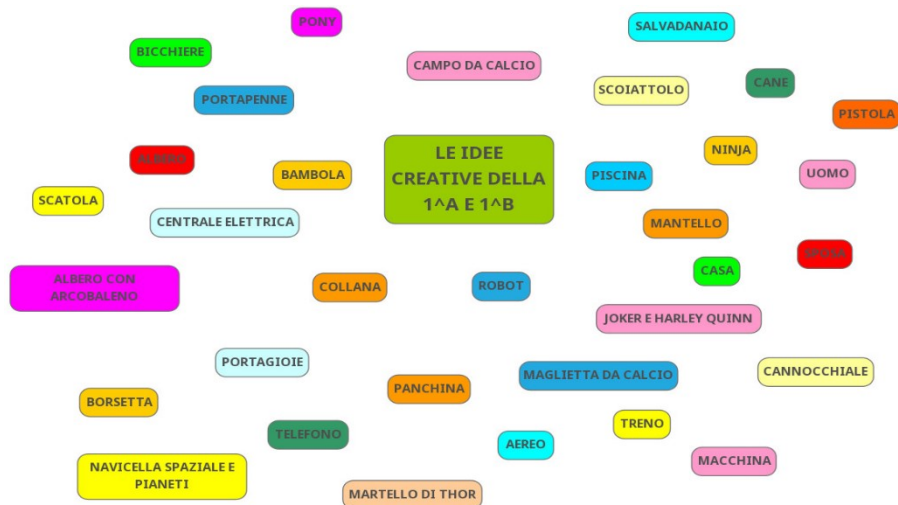 PONY
SALVADANAIO
BICCHIERE
CAMPO DA CALCIO
SCOIATTOLO
CANE
PORTAPENNE
PISTOLA
LE IDEE
CREATIVE DELLA
1^A E 1^B
NINJA
ALBERO
BAMBOLA
PISCINA
UOMO
SCATOLA
CENTRALE ELETTRICA
MANTELLO
SPOSA
CASA
ALBERO CON
ARCOBALENO
COLLANA
ROBOT
JOKER E HARLEY QUINN
PORTAGIOIE
MAGLIETTA DA CALCIO
CANNOCCHIALE
PANCHINA
BORSETTA
TRENO
TELEFONO
AEREO
MACCHINA
NAVICELLA SPAZIALE E
PIANETI
MARTELLO DI THOR